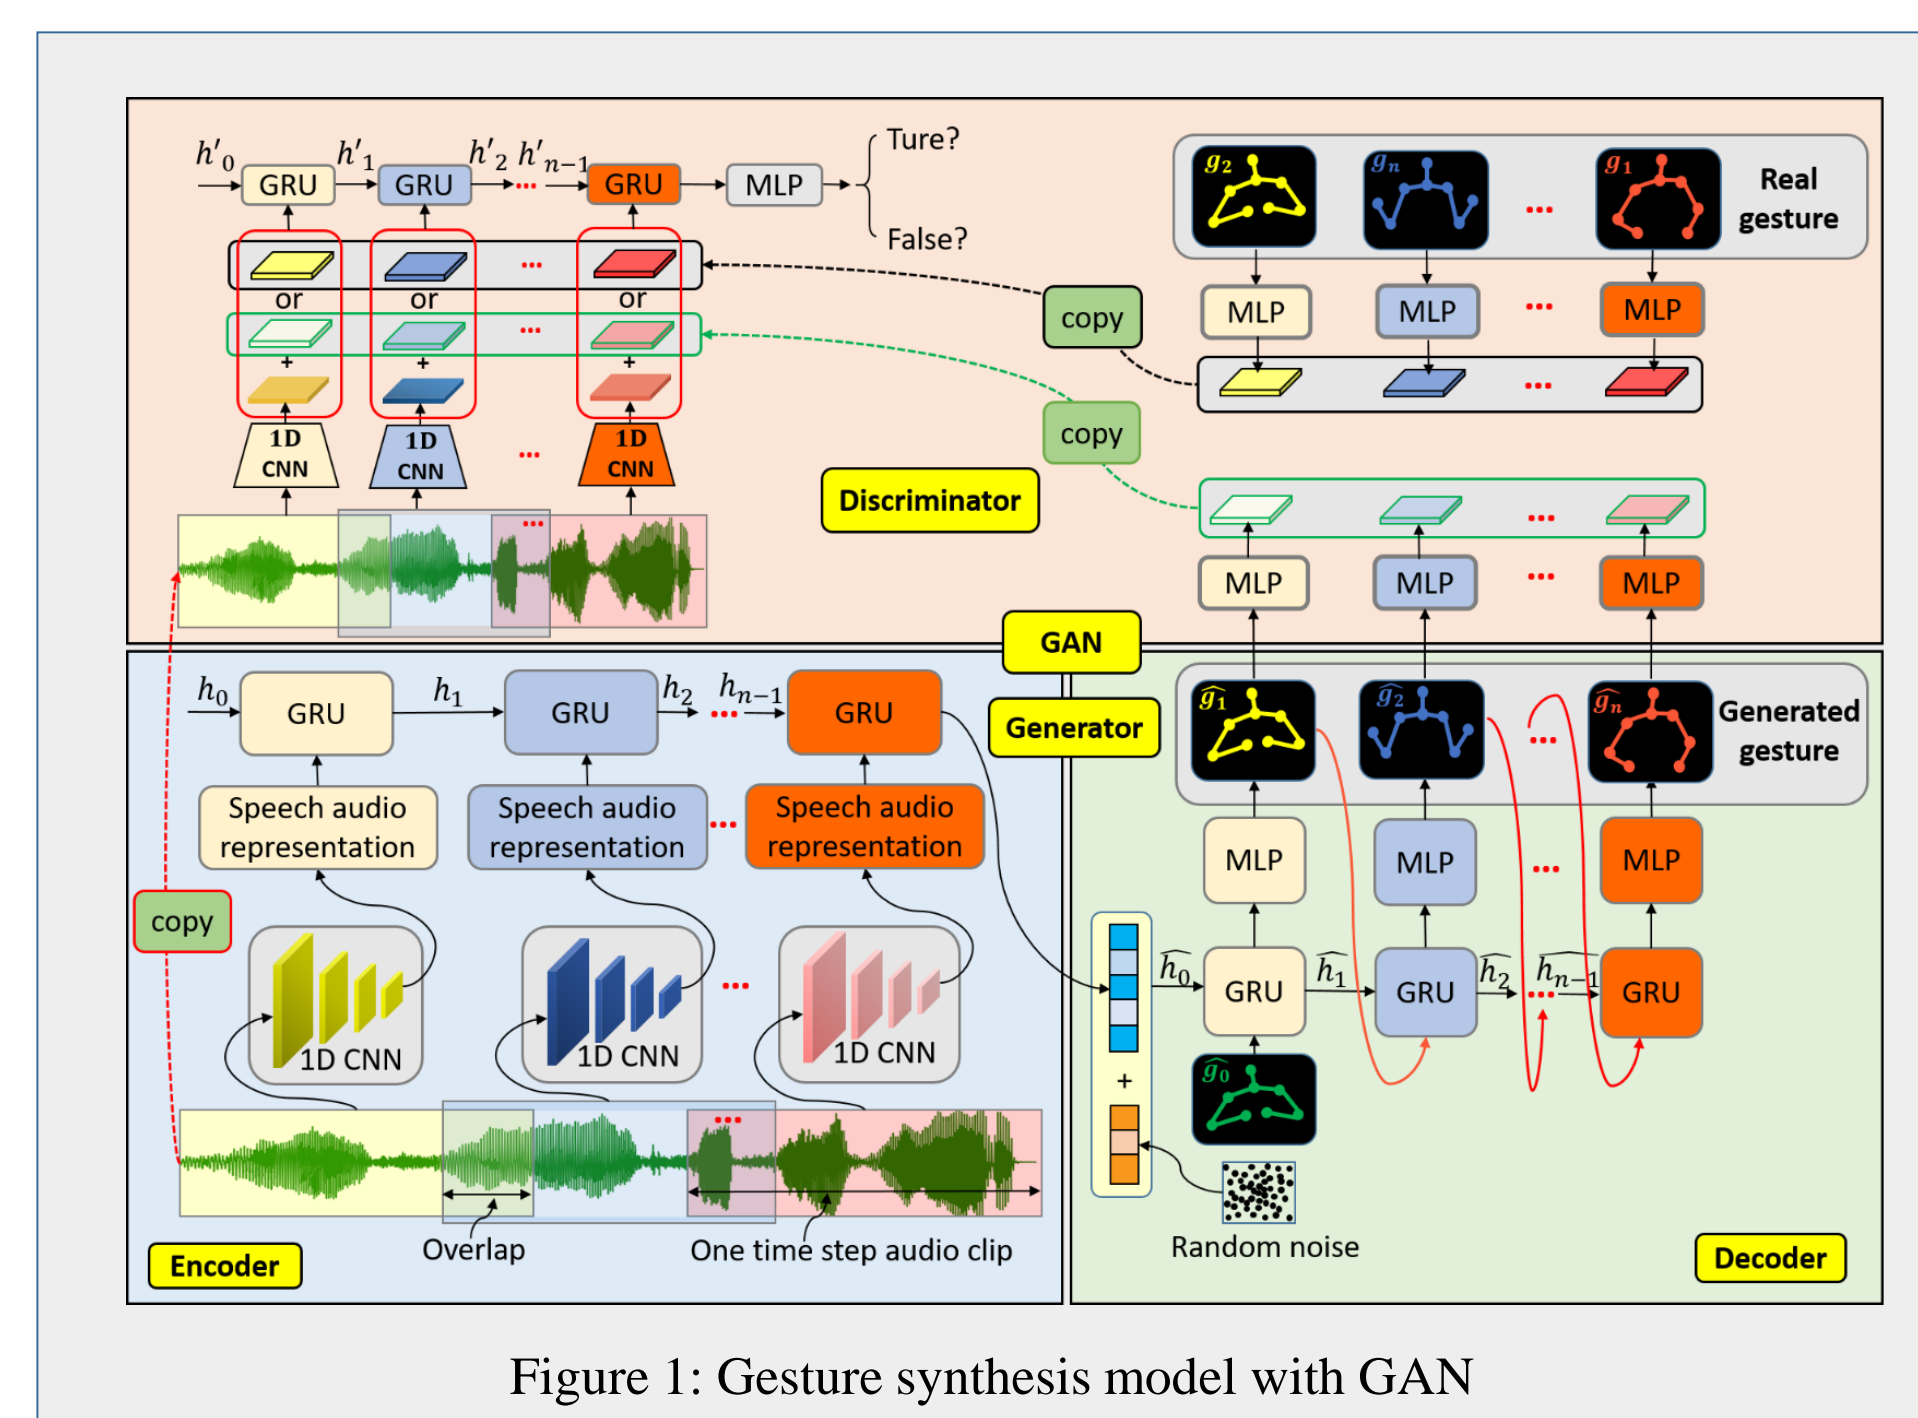 h'0 h'1 h'2 h'n−1
GRU GRU ... GRU MLP
Ture?
False?
or or ... or
+ + ... +
1D CNN 1D CNN ... 1D CNN
...
g2 gn ... g1
Real gesture
MLP MLP ... MLP
...
copy
copy
Discriminator
...
MLP MLP ... MLP
GAN
Generator
h0 h1 h2 hn−1
GRU GRU ... GRU
Speech audio representation
Speech audio representation
...
Speech audio representation
copy
1D CNN 1D CNN ... 1D CNN
...
Overlap
One time step audio clip
Encoder
ĝ1 ĝ2 ... ĝn
Generated gesture
MLP MLP ... MLP
ĥ0 ĥ1 ĥ2 ... ĥn−1
GRU GRU GRU
+
ĝ0
Random noise
Decoder
Figure 1: Gesture synthesis model with GAN